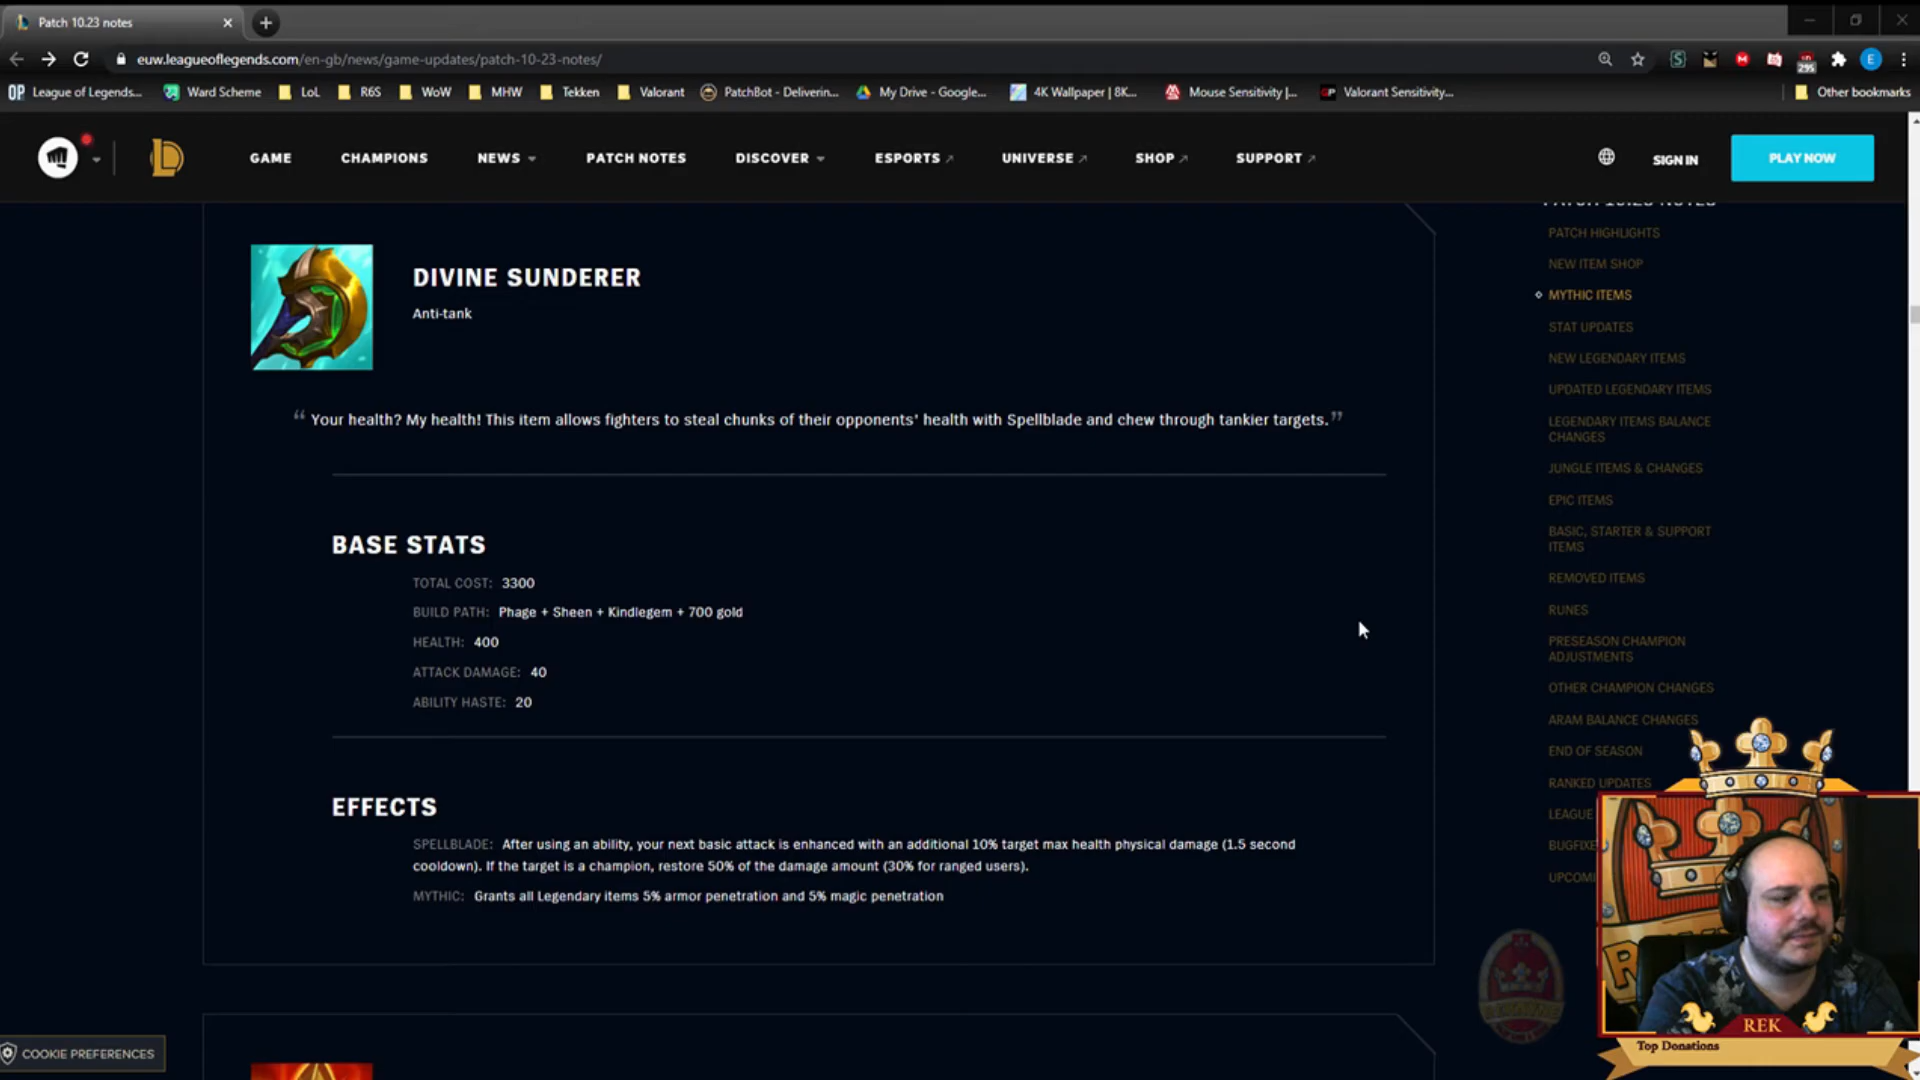 Patch 10.23 notes
euw.leagueoflegends.com/en-gb/news/game-updates/patch-10-23-notes/
295
E
OP League of Legends... Ward Scheme LoL R6S WoW MHW Tekken Valorant PatchBot - Deliverin... My Drive - Google... 4K Wallpaper | 8K... Mouse Sensitivity |... Valorant Sensitivity... Other bookmarks
GAME CHAMPIONS NEWS PATCH NOTES DISCOVER ESPORTS UNIVERSE SHOP SUPPORT SIGN IN PLAY NOW
PATCH 10.23 NOTES
PATCH HIGHLIGHTS
NEW ITEM SHOP
MYTHIC ITEMS
STAT UPDATES
NEW LEGENDARY ITEMS
UPDATED LEGENDARY ITEMS
LEGENDARY ITEMS BALANCE
CHANGES
JUNGLE ITEMS & CHANGES
EPIC ITEMS
BASIC, STARTER & SUPPORT
ITEMS
REMOVED ITEMS
RUNES
PRESEASON CHAMPION
ADJUSTMENTS
OTHER CHAMPION CHANGES
ARAM BALANCE CHANGES
END OF SEASON
RANKED UPDATES
LEAGUE
BUGFIXE
UPCOMI
DIVINE SUNDERER
Anti-tank
“ Your health? My health! This item allows fighters to steal chunks of their opponents' health with Spellblade and chew through tankier targets. ”
BASE STATS
TOTAL COST: 3300
BUILD PATH: Phage + Sheen + Kindlegem + 700 gold
HEALTH: 400
ATTACK DAMAGE: 40
ABILITY HASTE: 20
EFFECTS
SPELLBLADE: After using an ability, your next basic attack is enhanced with an additional 10% target max health physical damage (1.5 second
cooldown). If the target is a champion, restore 50% of the damage amount (30% for ranged users).
MYTHIC: Grants all Legendary items 5% armor penetration and 5% magic penetration
COOKIE PREFERENCES
REK
Top Donations